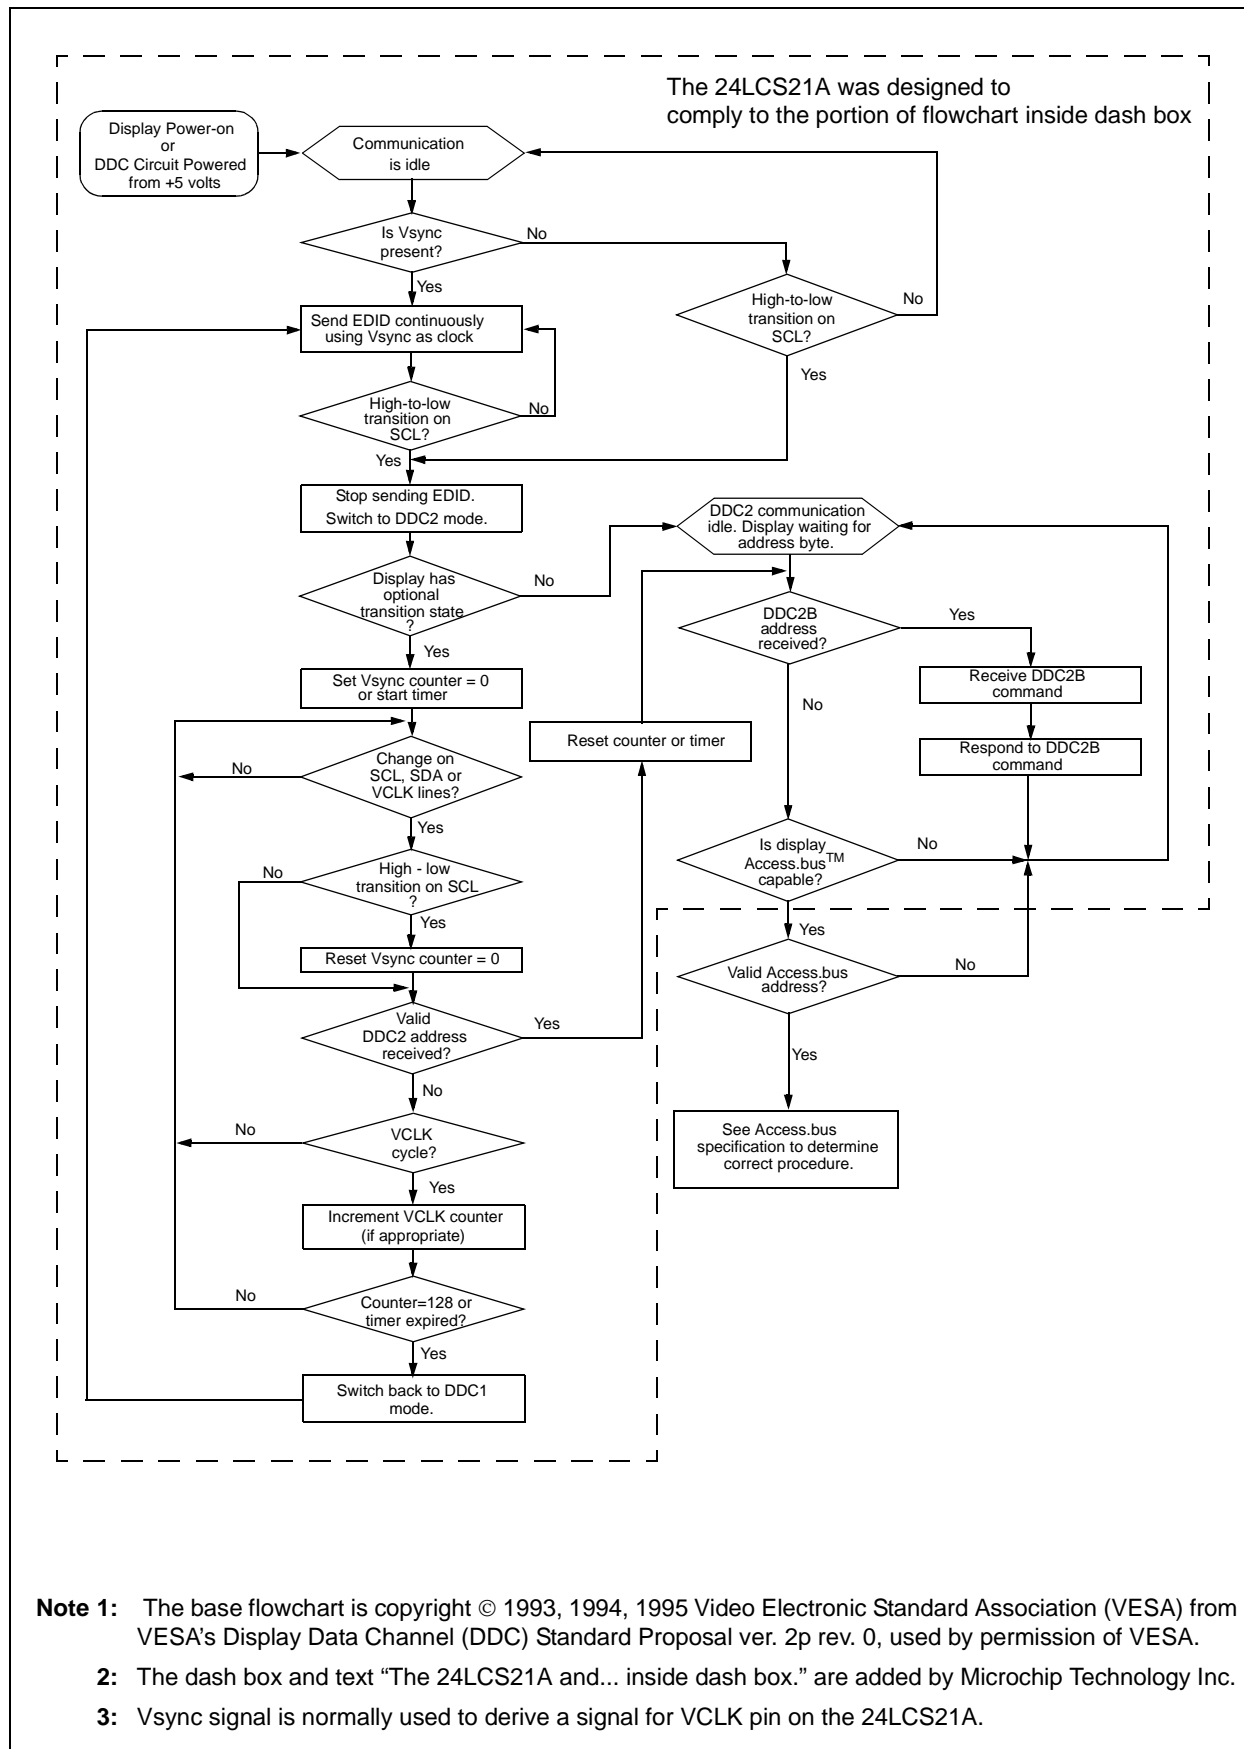 The 24LCS21A was designed to
comply to the portion of flowchart inside dash box
Display Power-on
or
DDC Circuit Powered
from +5 volts
Communication
is idle
Is Vsync
present?
No
Yes
High-to-low
transition on
SCL?
No
Yes
Send EDID continuously
using Vsync as clock
High-to-low
transition on
SCL?
No
Yes
Stop sending EDID.
Switch to DDC2 mode.
Display has
optional
transition state
?
No
Yes
DDC2 communication
idle. Display waiting for
address byte.
DDC2B
address
received?
Yes
No
Receive DDC2B
command
Respond to DDC2B
command
Set Vsync counter = 0
or start timer
Reset counter or timer
Change on
SCL, SDA or
VCLK lines?
No
Yes
High - low
transition on SCL
?
No
Yes
Is display
Access.bus™
capable?
No
Yes
Reset Vsync counter = 0
Valid Access.bus
address?
No
Yes
Valid
DDC2 address
received?
Yes
No
VCLK
cycle?
No
Yes
See Access.bus
specification to determine
correct procedure.
Increment VCLK counter
(if appropriate)
Counter=128 or
timer expired?
No
Yes
Switch back to DDC1
mode.
Note 1: The base flowchart is copyright © 1993, 1994, 1995 Video Electronic Standard Association (VESA) from
VESA's Display Data Channel (DDC) Standard Proposal ver. 2p rev. 0, used by permission of VESA.
2: The dash box and text “The 24LCS21A and... inside dash box.” are added by Microchip Technology Inc.
3: Vsync signal is normally used to derive a signal for VCLK pin on the 24LCS21A.